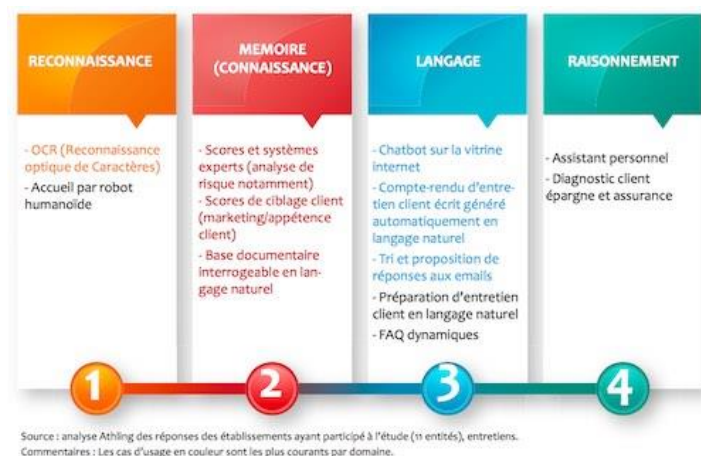 RECONNAISSANCE
- OCR (Reconnaissance
optique de Caractères)
- Accueil par robot
humanoïde
1
MEMOIRE
(CONNAISSANCE)
- Scores et systèmes
experts (analyse de
risque notamment)
- Scores de ciblage client
(marketing/appétence
client)
- Base documentaire
interrogeable en lan-
gage naturel
2
LANGAGE
- Chatbot sur la vitrine
internet
- Compte-rendu d'entre-
tien client écrit généré
automatiquement en
langage naturel
- Tri et proposition de
réponses aux emails
- Préparation d'entretien
client en langage naturel
- FAQ dynamiques
3
RAISONNEMENT
- Assistant personnel
- Diagnostic client
épargne et assurance
4
Source : analyse Athling des réponses des établissements ayant participé à l'étude (11 entités), entretiens.
Commentaires : Les cas d'usage en couleur sont les plus courants par domaine.